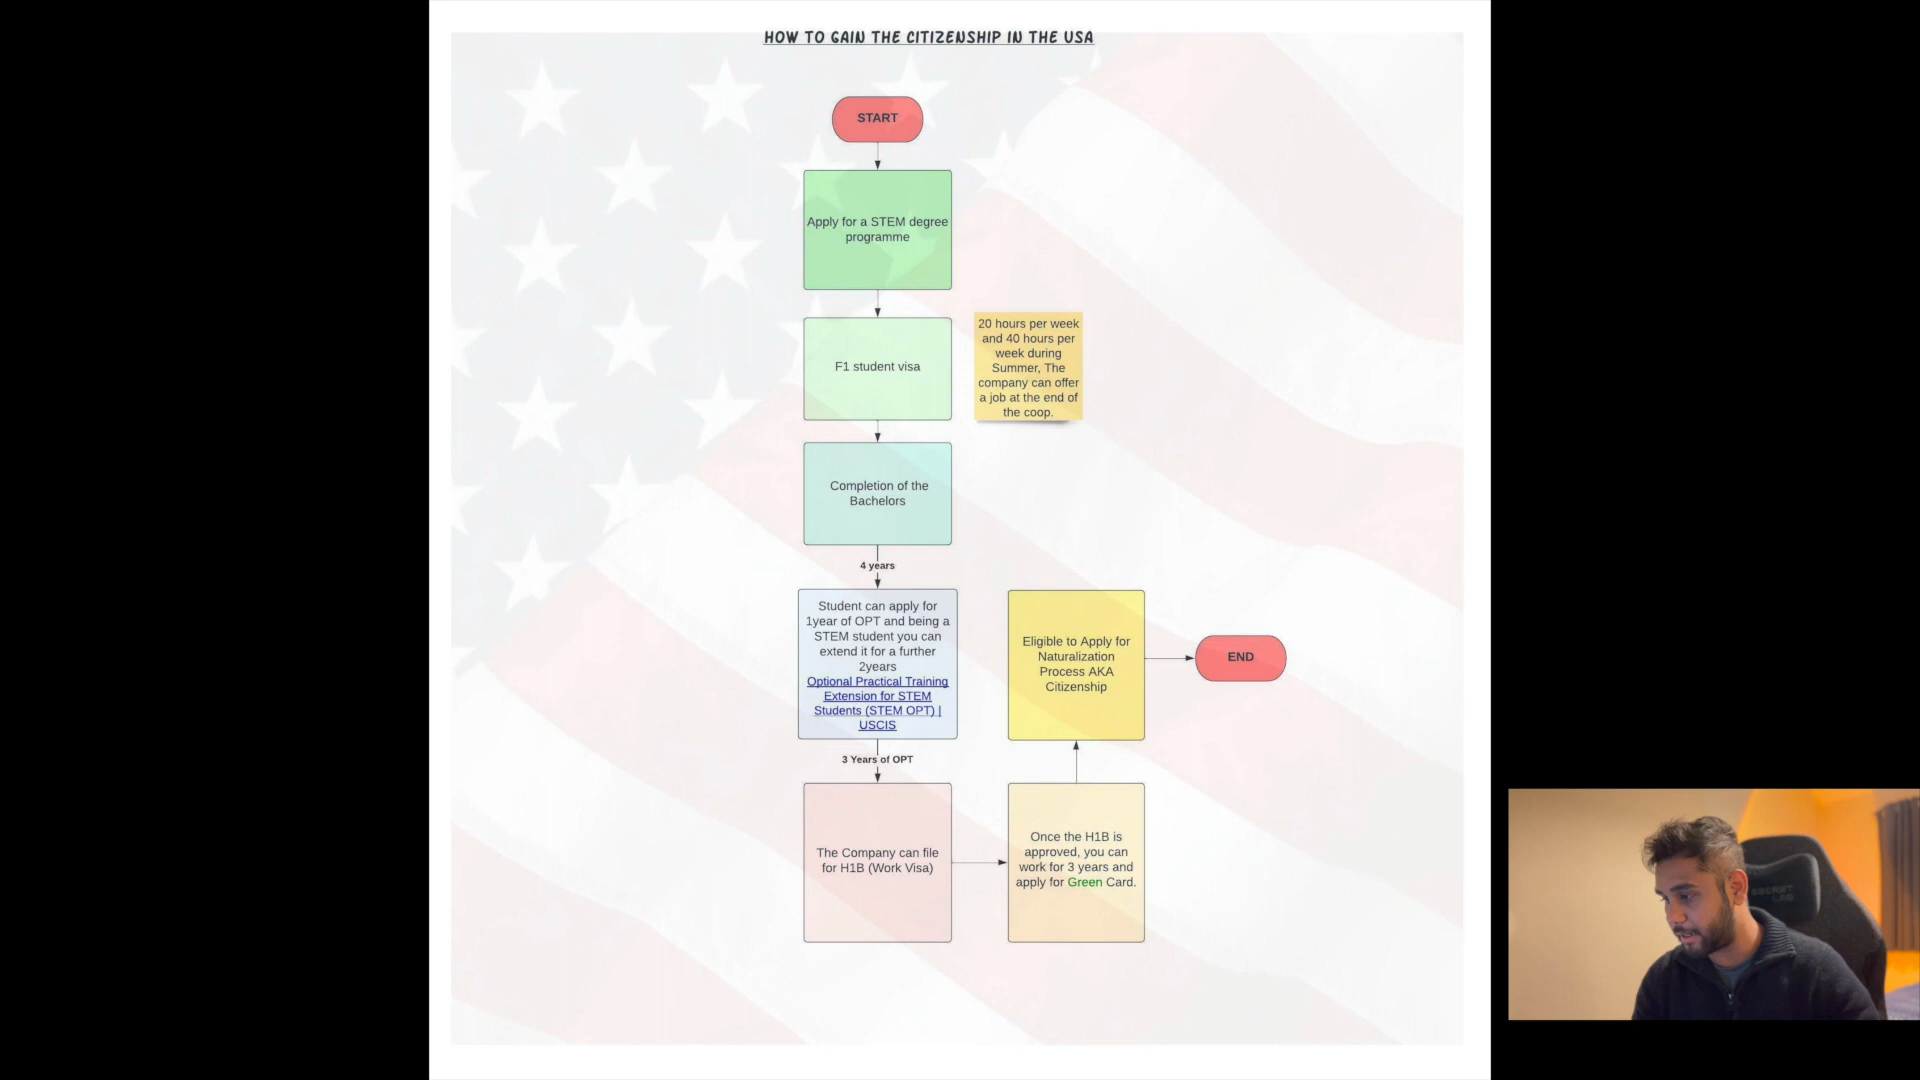 HOW TO GAIN THE CITIZENSHIP IN THE USA
START
Apply for a STEM degree
programme
F1 student visa
20 hours per week
and 40 hours per
week during
Summer, The
company can offer
a job at the end of
the coop.
Completion of the
Bachelors
4 years
Student can apply for
1year of OPT and being a
STEM student you can
extend it for a further
2years
Optional Practical Training
Extension for STEM
Students (STEM OPT) |
USCIS
3 Years of OPT
The Company can file
for H1B (Work Visa)
Once the H1B is
approved, you can
work for 3 years and
apply for Green Card.
Eligible to Apply for
Naturalization
Process AKA
Citizenship
END
SECRET
LAB